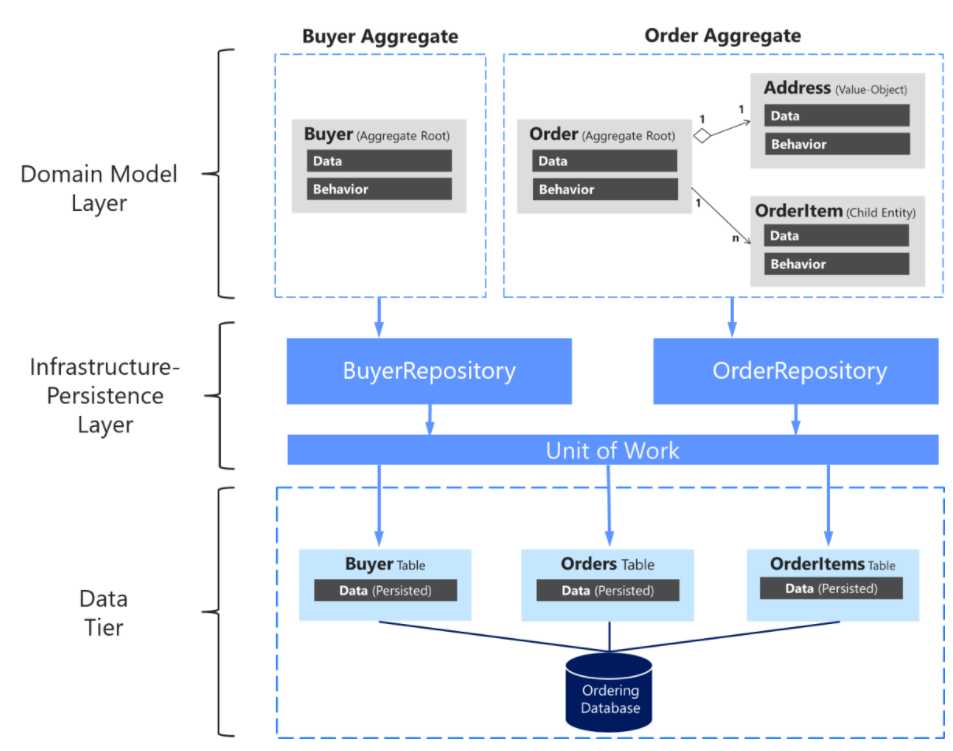 Buyer Aggregate
Order Aggregate
Domain Model
Layer
Buyer (Aggregate Root)
Data
Behavior
Order (Aggregate Root)
Data
Behavior
1
1
1
n
Address (Value-Object)
Data
Behavior
OrderItem (Child Entity)
Data
Behavior
Infrastructure-
Persistence
Layer
BuyerRepository
OrderRepository
Unit of Work
Data
Tier
Buyer Table
Data (Persisted)
Orders Table
Data (Persisted)
OrderItems Table
Data (Persisted)
Ordering
Database